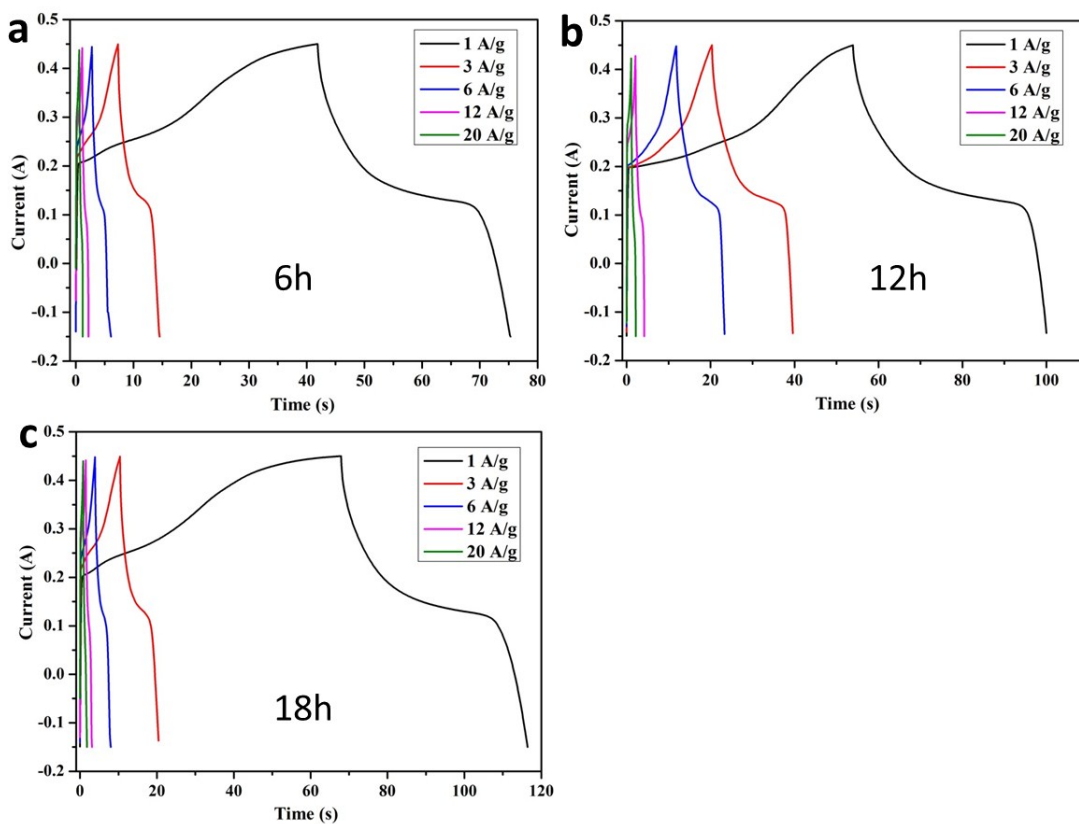 a
0.5
0.4
0.3
0.2
0.1
0.0
-0.1
-0.2
Current (A)
1 A/g
3 A/g
6 A/g
12 A/g
20 A/g
6h
0 10 20 30 40 50 60 70 80
Time (s)
b
0.5
0.4
0.3
0.2
0.1
0.0
-0.1
-0.2
Current (A)
1 A/g
3 A/g
6 A/g
12 A/g
20 A/g
12h
0 20 40 60 80 100
Time (s)
c
0.5
0.4
0.3
0.2
0.1
0.0
-0.1
-0.2
Current (A)
1 A/g
3 A/g
6 A/g
12 A/g
20 A/g
18h
0 20 40 60 80 100 120
Time (s)